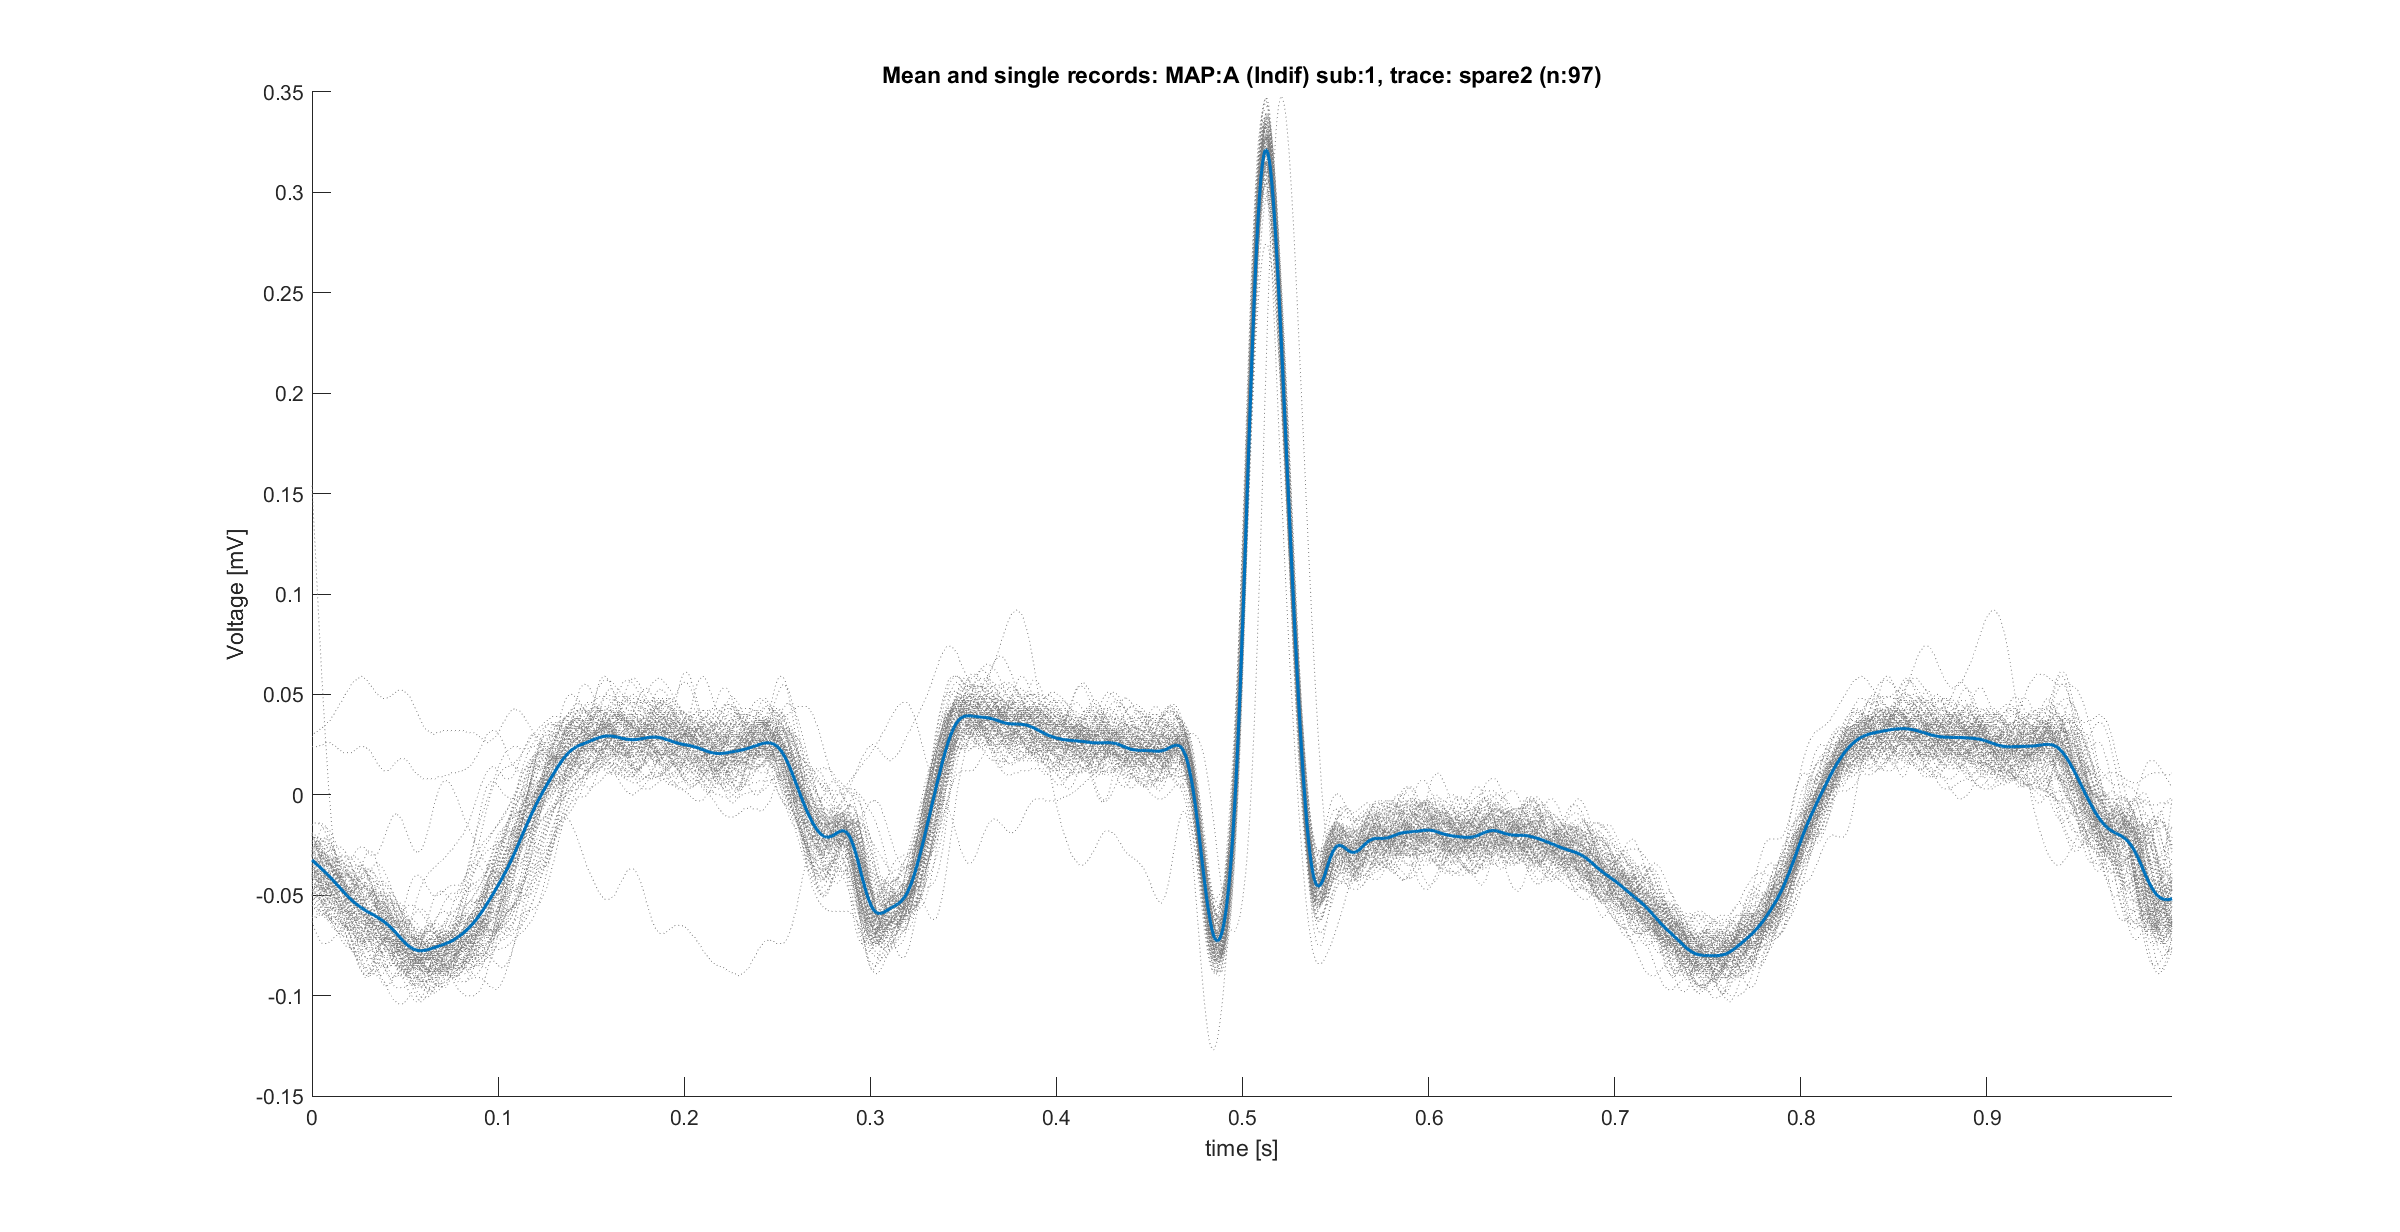 Mean and single records: MAP:A (Indif) sub:1, trace: spare2 (n:97)
0.35
0.3
0.25
0.2
0.15
0.1
0.05
0
-0.05
-0.1
-0.15
Voltage [mV]
0 0.1 0.2 0.3 0.4 0.5 0.6 0.7 0.8 0.9
time [s]